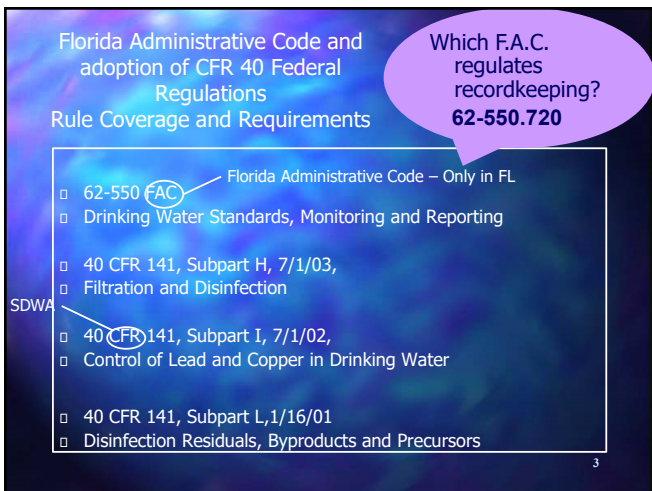 Florida Administrative Code and
adoption of CFR 40 Federal
Regulations
Rule Coverage and Requirements
Which F.A.C.
regulates
recordkeeping?
62-550.720
Florida Administrative Code – Only in FL
62-550 FAC
Drinking Water Standards, Monitoring and Reporting
40 CFR 141, Subpart H, 7/1/03,
Filtration and Disinfection
SDWA
40 CFR 141, Subpart I, 7/1/02,
Control of Lead and Copper in Drinking Water
40 CFR 141, Subpart L,1/16/01
Disinfection Residuals, Byproducts and Precursors
3